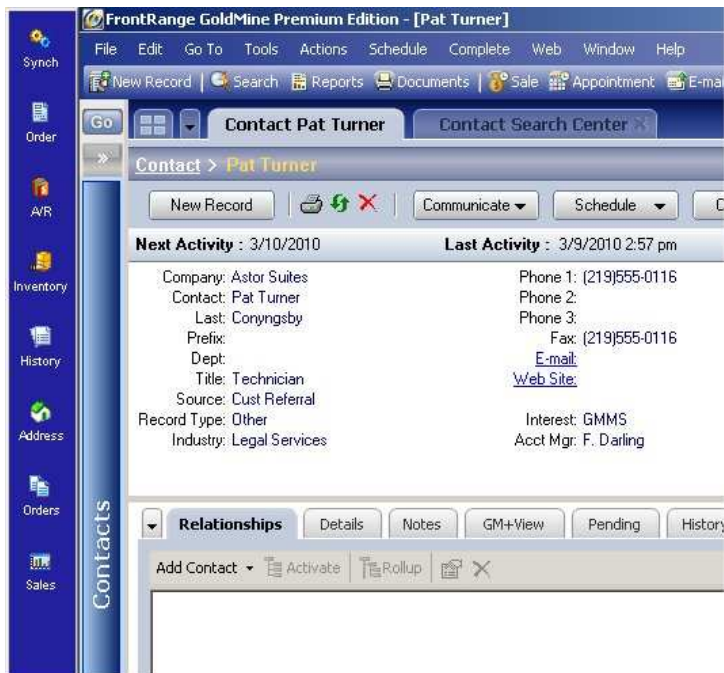 FrontRange GoldMine Premium Edition - [Pat Turner]
File Edit Go To Tools Actions Schedule Complete Web Window Help
New Record | Search Reports Documents | Sale Appointment E-mai
Synch
Order
A/R
Inventory
History
Address
Orders
Sales
Go
»
Contacts
Contact Pat Turner Contact Search Center
Contact > Pat Turner
New Record Communicate Schedule C
Next Activity : 3/10/2010 Last Activity : 3/9/2010 2:57 pm
Company: Astor Suites Phone 1: (219)555-0116
Contact: Pat Turner Phone 2:
Last: Conyngsby Phone 3:
Prefix: Fax: (219)555-0116
Dept: E-mail:
Title: Technician Web Site:
Source: Cust Referral
Record Type: Other Interest: GMMS
Industry: Legal Services Acct Mgr: F. Darling
Relationships Details Notes GM+View Pending History
Add Contact Activate Rollup